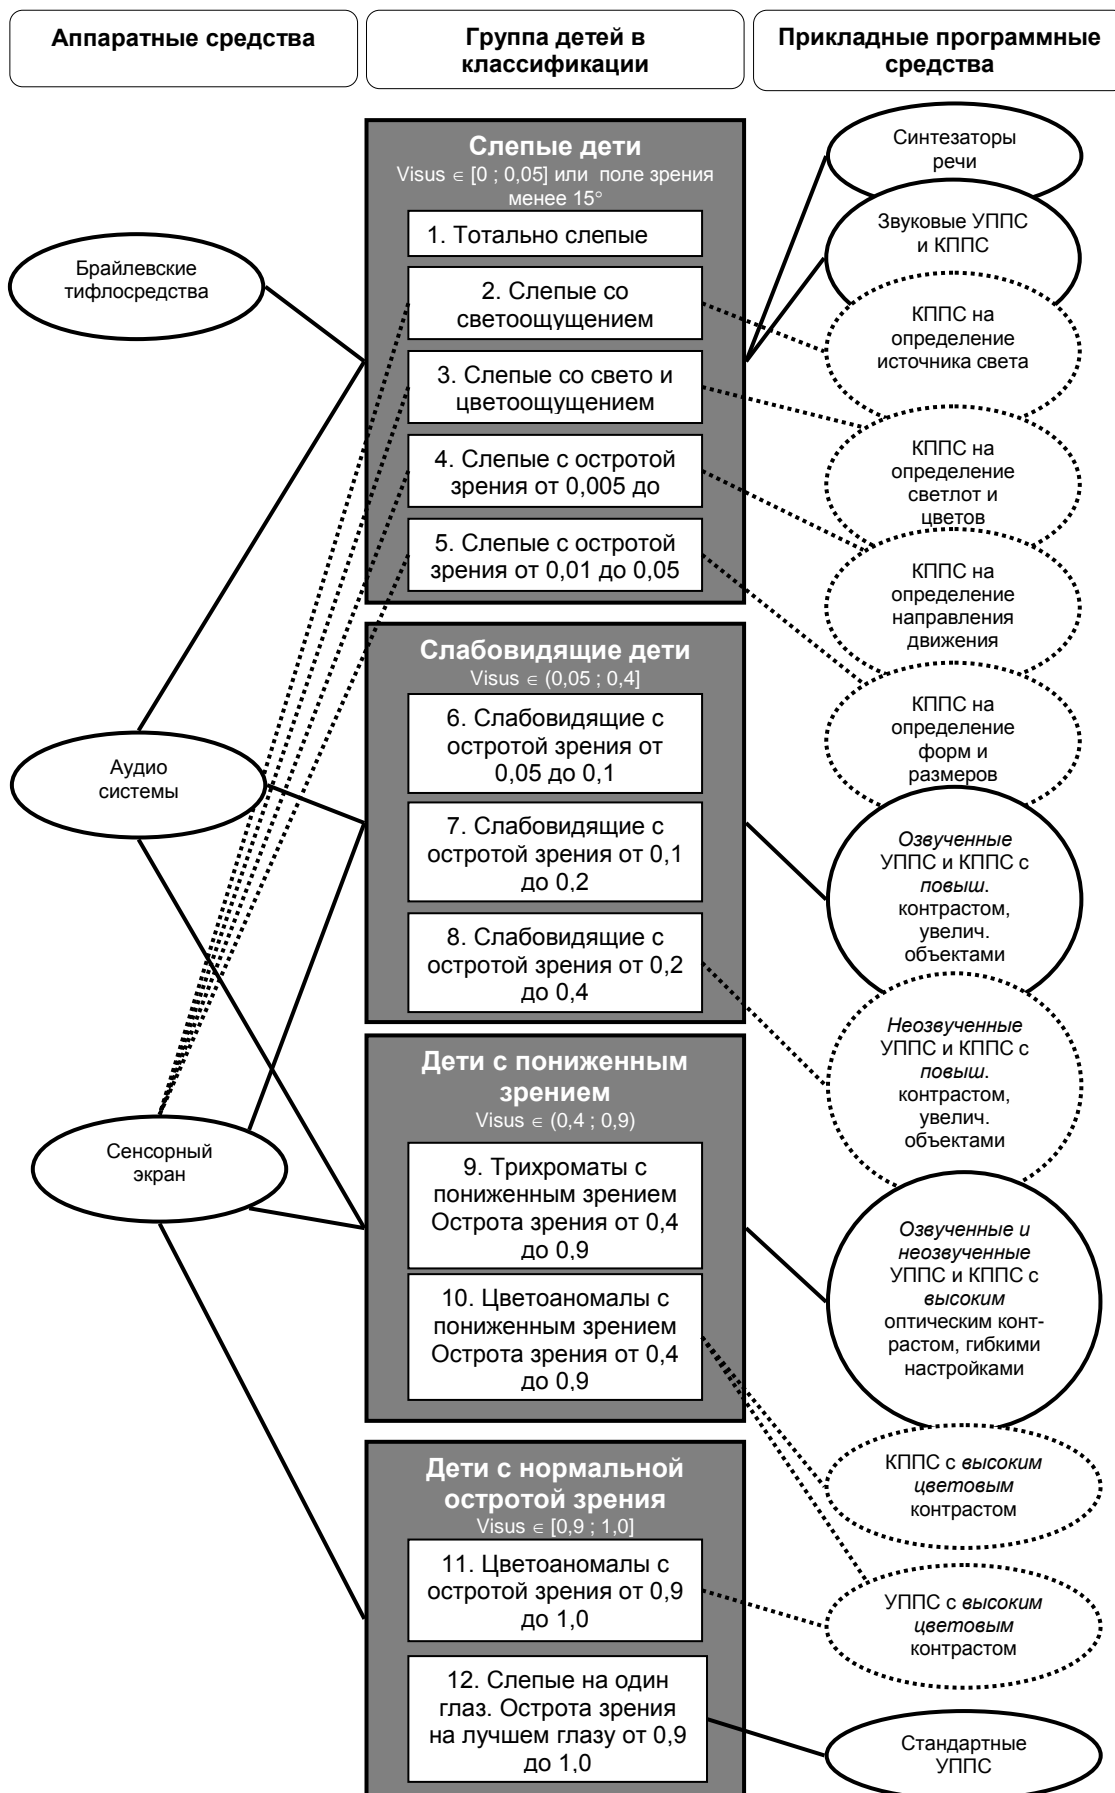 Аппаратные средства
Группа детей в
классификации
Прикладные программные
средства
Брайлевские
тифлосредства
Аудио
системы
Сенсорный
экран
Слепые дети
Visus ∈ [0 ; 0,05] или поле зрения
менее 15°
1. Тотально слепые
2. Слепые со
светоощущением
3. Слепые со свето и
цветоощущением
4. Слепые с остротой
зрения от 0,005 до
5. Слепые с остротой
зрения от 0,01 до 0,05
Слабовидящие дети
Visus ∈ (0,05 ; 0,4]
6. Слабовидящие с
остротой зрения от
0,05 до 0,1
7. Слабовидящие с
остротой зрения от 0,1
до 0,2
8. Слабовидящие с
остротой зрения от 0,2
до 0,4
Дети с пониженным
зрением
Visus ∈ (0,4 ; 0,9)
9. Трихроматы с
пониженным зрением
Острота зрения от 0,4
до 0,9
10. Цветоаномалы с
пониженным зрением
Острота зрения от 0,4
до 0,9
Дети с нормальной
остротой зрения
Visus ∈ [0,9 ; 1,0]
11. Цветоаномалы с
остротой зрения от 0,9
до 1,0
12. Слепые на один
глаз. Острота зрения
на лучшем глазу от 0,9
до 1,0
Синтезаторы
речи
Звуковые УППС
и КППС
КППС на
определение
источника света
КППС на
определение
светлот и
цветов
КППС на
определение
направления
движения
КППС на
определение
форм и
размеров
Озвученные
УППС и КППС с
повыш.
контрастом,
увелич.
объектами
Неозвученные
УППС и КППС с
повыш.
контрастом,
увелич.
объектами
Озвученные и
неозвученные
УППС и КППС с
высоким
оптическим конт-
растом, гибкими
настройками
КППС с высоким
цветовым
контрастом
УППС с высоким
цветовым
контрастом
Стандартные
УППС